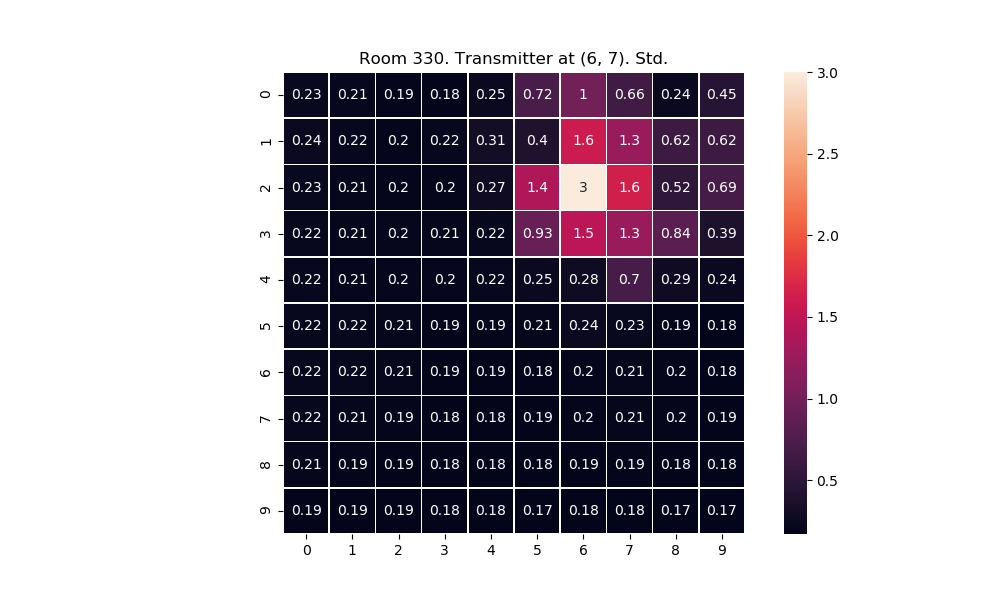 Room 330. Transmitter at (6, 7). Std.
0 0.23 0.21 0.19 0.18 0.25 0.72 1 0.66 0.24 0.45
1 0.24 0.22 0.2 0.22 0.31 0.4 1.6 1.3 0.62 0.62
2 0.23 0.21 0.2 0.2 0.27 1.4 3 1.6 0.52 0.69
3 0.22 0.21 0.2 0.21 0.22 0.93 1.5 1.3 0.84 0.39
4 0.22 0.21 0.2 0.2 0.22 0.25 0.28 0.7 0.29 0.24
5 0.22 0.22 0.21 0.19 0.19 0.21 0.24 0.23 0.19 0.18
6 0.22 0.22 0.21 0.19 0.19 0.18 0.2 0.21 0.2 0.18
7 0.22 0.21 0.19 0.18 0.18 0.19 0.2 0.21 0.2 0.19
8 0.21 0.19 0.19 0.18 0.18 0.18 0.19 0.19 0.18 0.18
9 0.19 0.19 0.19 0.18 0.18 0.17 0.18 0.18 0.17 0.17
0 1 2 3 4 5 6 7 8 9
3.0
2.5
2.0
1.5
1.0
0.5